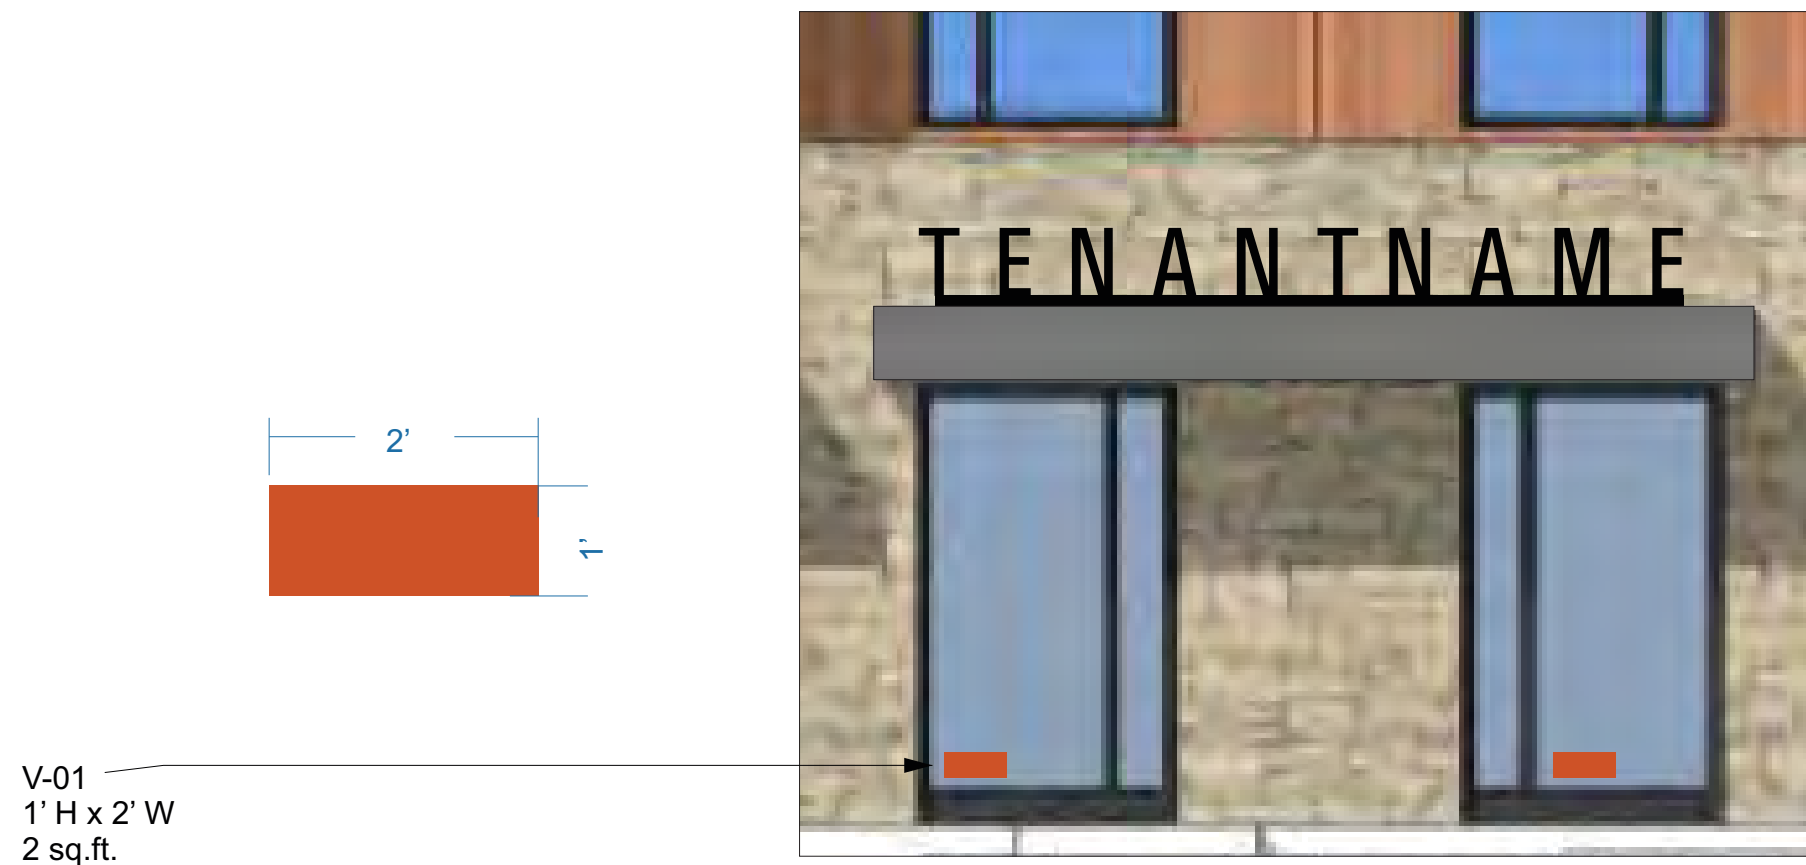 TENANTNAME
2’
1’
V-01
1’ H x 2’ W
2 sq.ft.